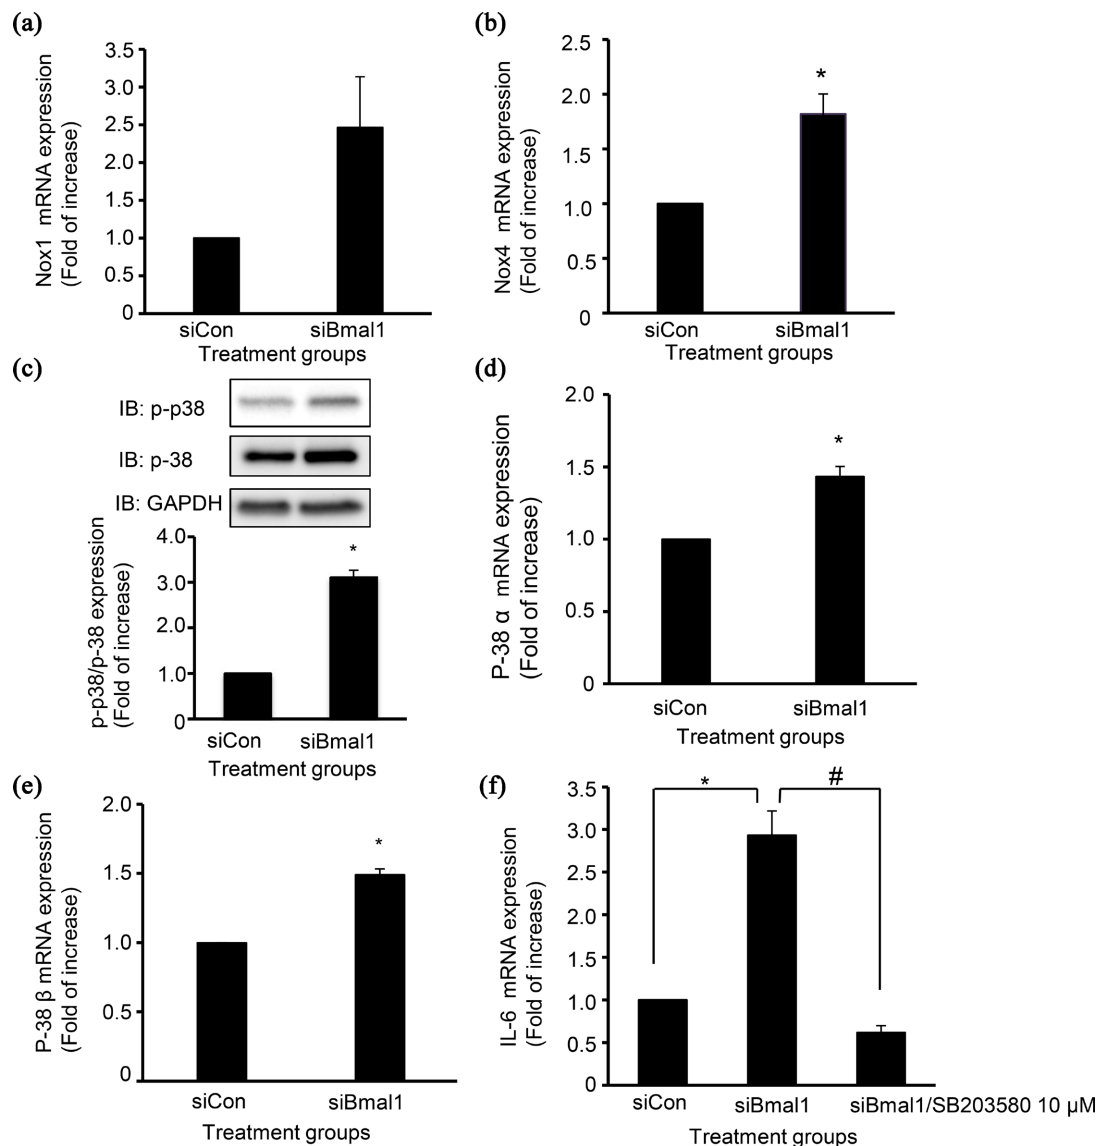 (a)
Nox1 mRNA expression
(Fold of increase)
3.5
3.0
2.5
2.0
1.5
1.0
0.5
0
siCon siBmal1
Treatment groups
(b)
Nox4 mRNA expression
(Fold of increase)
2.5
2.0
1.5
1.0
0.5
0
*
siCon siBmal1
Treatment groups
(c)
IB: p-p38
IB: p-38
IB: GAPDH
p-p38/p-38 expression
(Fold of increase)
4.0
3.0
1.0
0
*
siCon siBmal1
Treatment groups
(d)
P-38 α mRNA expression
(Fold of increase)
2.0
1.5
1.0
0.5
0
*
siCon siBmal1
Treatment groups
(e)
P-38 β mRNA expression
(Fold of increase)
2.0
1.5
1.0
0.5
0
*
siCon siBmal1
Treatment groups
(f)
IL-6 mRNA expression
(Fold of increase)
3.5
3.0
2.5
2.0
1.5
1.0
0.5
0
* #
siCon siBmal1 siBmal1/SB203580 10 μM
Treatment groups